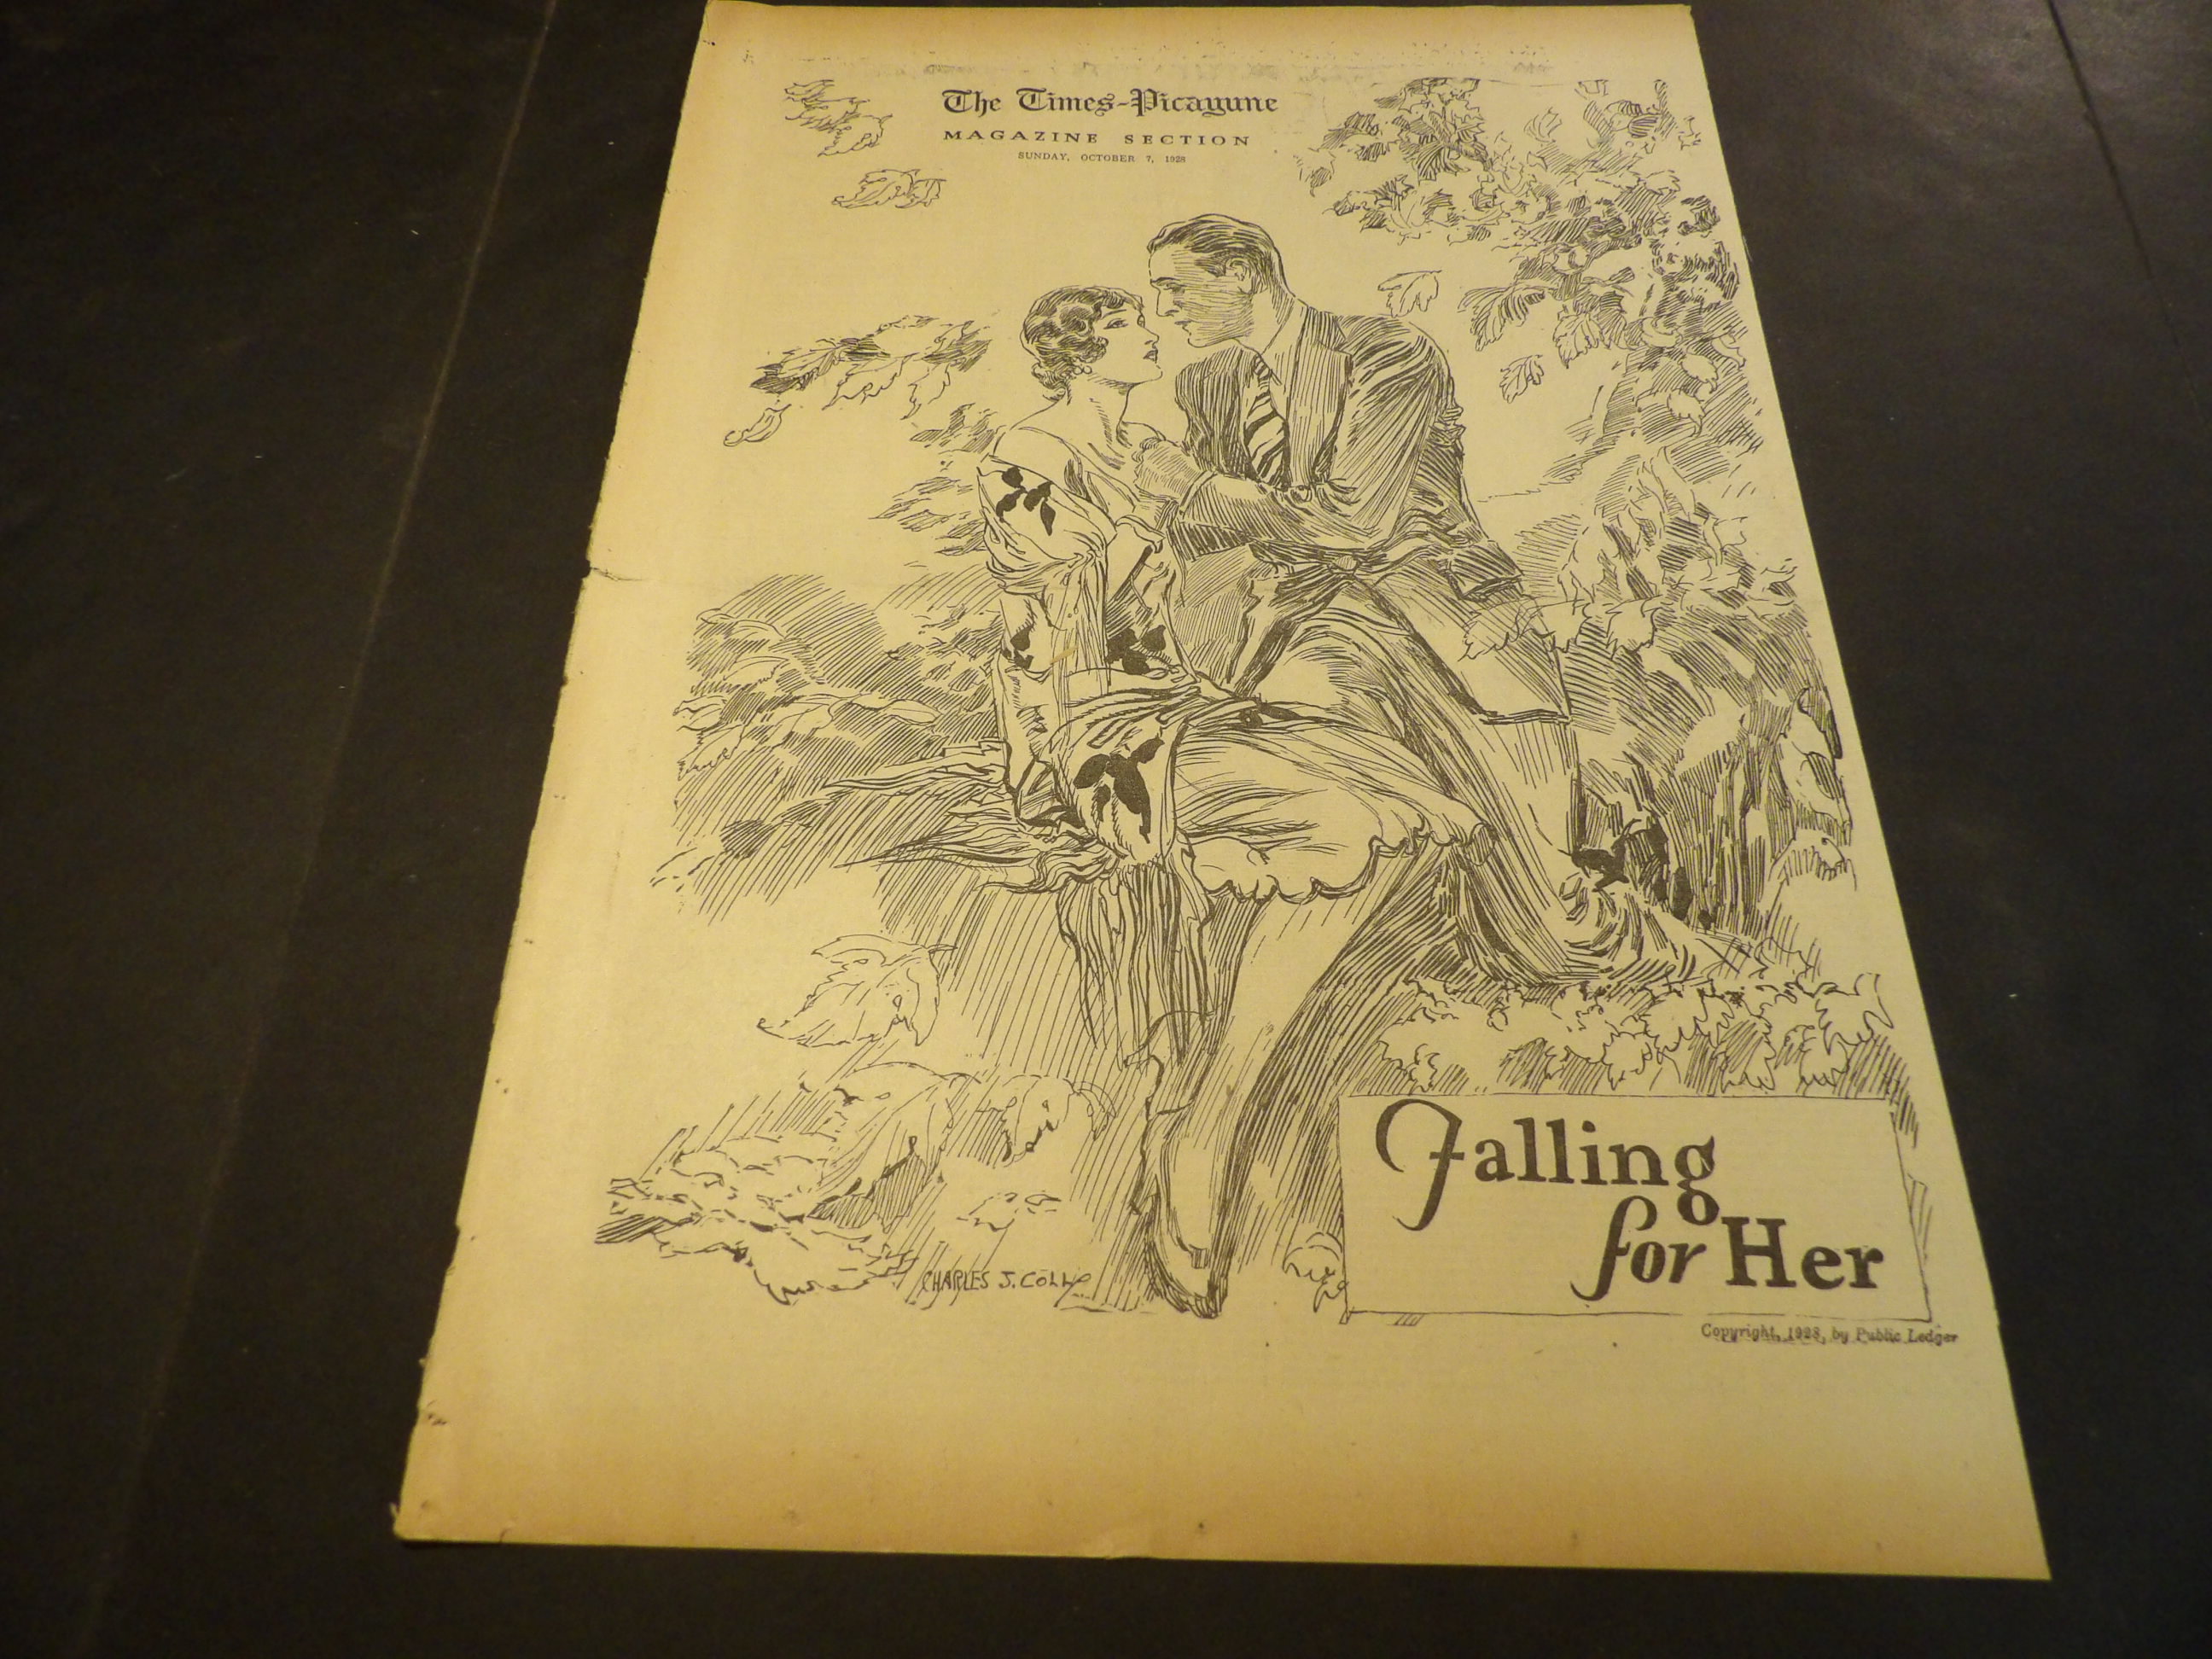 The Times-Picayune
MAGAZINE SECTION
SUNDAY, OCTOBER 7, 1928
CHARLES J. COLL
Falling
for Her
Copyright, 1928, by Public Ledger